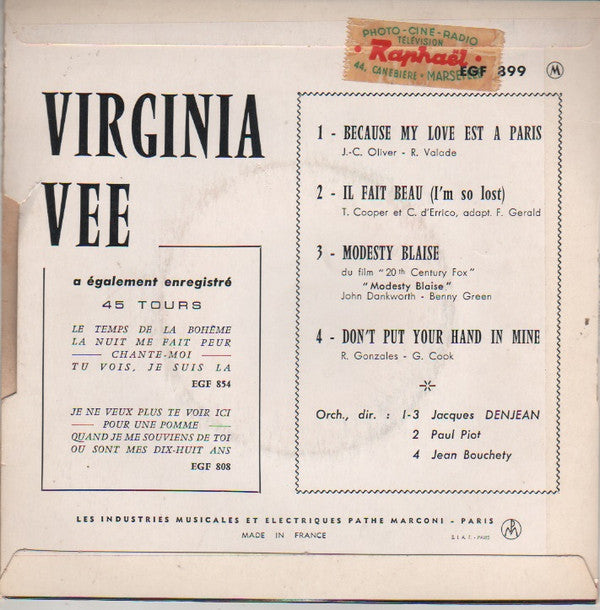 PHOTO-CINÉ-RADIO
TÉLÉVISION
Raphaël
44, CANEBIÈRE - MARSEILLE
EGF 899 M
VIRGINIA
VEE
a également enregistré
45 TOURS
LE TEMPS DE LA BOHÊME
LA NUIT ME FAIT PEUR
CHANTE-MOI
TU VOIS, JE SUIS LA
EGF 854
JE NE VEUX PLUS TE VOIR ICI
POUR UNE POMME
QUAND JE ME SOUVIENS DE TOI
OU SONT MES DIX-HUIT ANS
EGF 808
1 - BECAUSE MY LOVE EST A PARIS
J.-C. Oliver - R. Valade
2 - IL FAIT BEAU (I'm so lost)
T. Cooper et C. d'Errico, adapt. F. Gerald
3 - MODESTY BLAISE
du film "20th Century Fox"
"Modesty Blaise"
John Dankworth - Benny Green
4 - DON'T PUT YOUR HAND IN MINE
R. Gonzales - G. Cook
Orch., dir. : 1-3 Jacques DENJEAN
2 Paul Piot
4 Jean Bouchety
LES INDUSTRIES MUSICALES ET ELECTRIQUES PATHE MARCONI - PARIS
MADE IN FRANCE